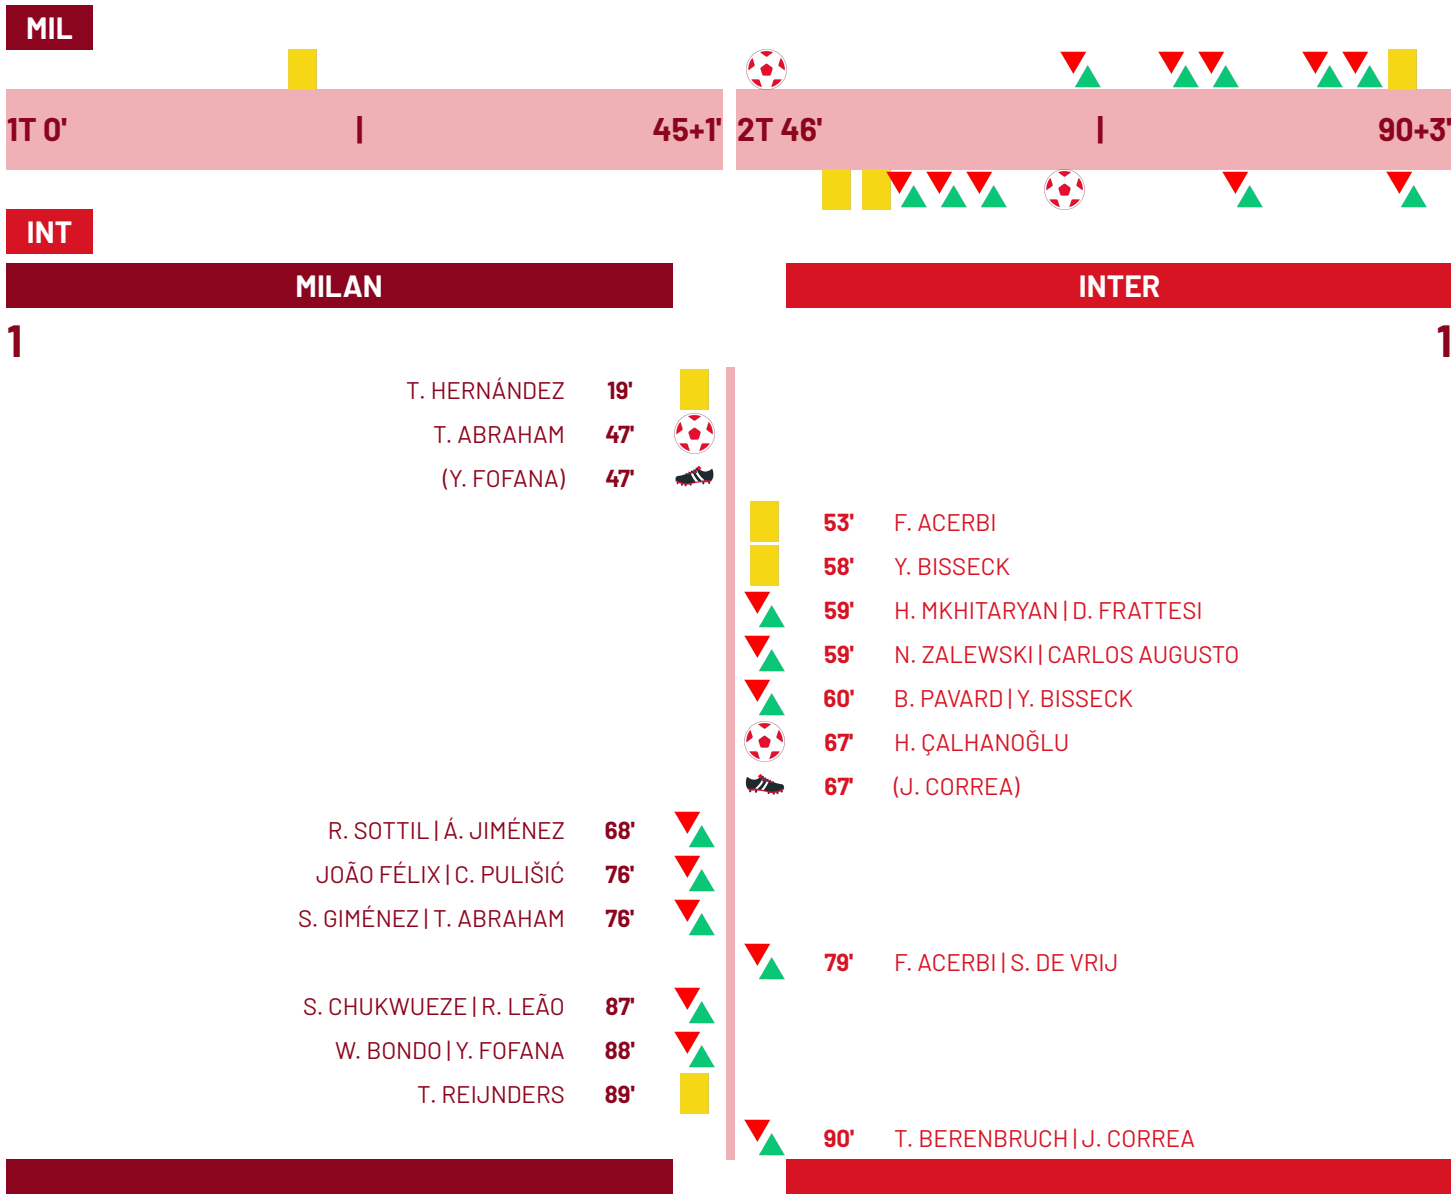 MIL
1T 0' | 45+1' 2T 46' | 90+3'
INT
MILAN INTER
1 1
T. HERNÁNDEZ 19'
T. ABRAHAM 47'
(Y. FOFANA) 47'
53' F. ACERBI
58' Y. BISSECK
59' H. MKHITARYAN | D. FRATTESI
59' N. ZALEWSKI | CARLOS AUGUSTO
60' B. PAVARD | Y. BISSECK
67' H. ÇALHANOĞLU
67' (J. CORREA)
R. SOTTIL | Á. JIMÉNEZ 68'
JOÃO FÉLIX | C. PULIŠIĆ 76'
S. GIMÉNEZ | T. ABRAHAM 76'
79' F. ACERBI | S. DE VRIJ
S. CHUKWUEZE | R. LEÃO 87'
W. BONDO | Y. FOFANA 88'
T. REIJNDERS 89'
90' T. BERENBRUCH | J. CORREA